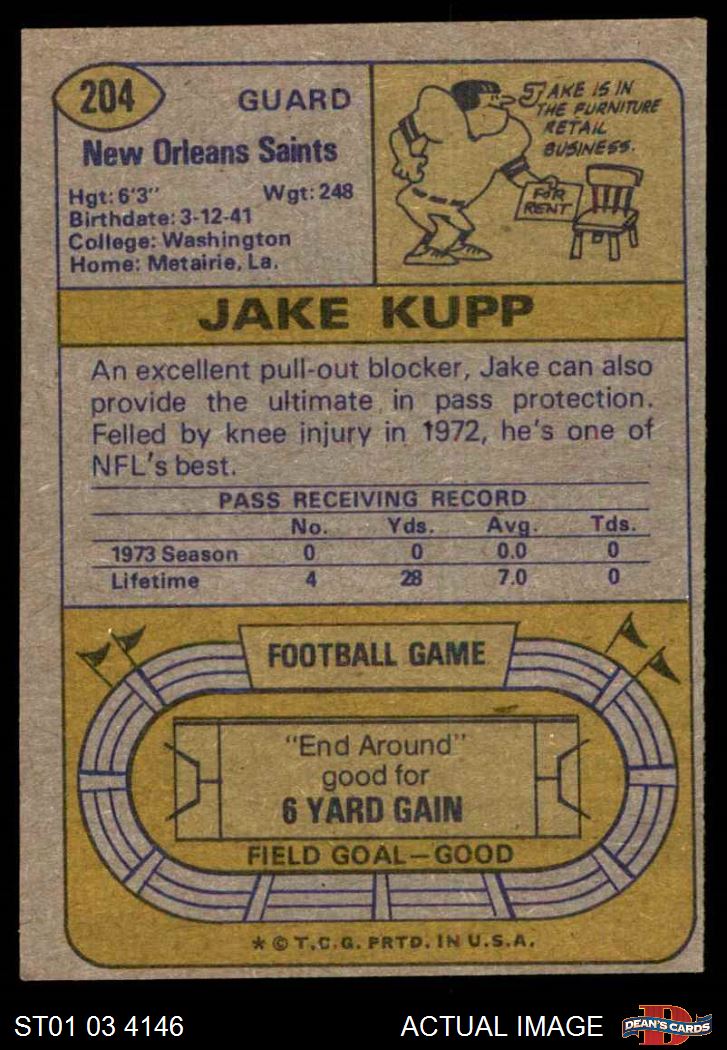 204
GUARD
New Orleans Saints
Hgt: 6'3" Wgt: 248
Birthdate: 3-12-41
College: Washington
Home: Metairie, La.
JAKE IS IN
THE FURNITURE
RETAIL
BUSINESS.
FOR
RENT
JAKE KUPP
An excellent pull-out blocker, Jake can also
provide the ultimate in pass protection.
Felled by knee injury in 1972, he's one of
NFL's best.
PASS RECEIVING RECORD
No. Yds. Avg. Tds.
1973 Season 0 0 0.0 0
Lifetime 4 28 7.0 0
FOOTBALL GAME
"End Around"
good for
6 YARD GAIN
FIELD GOAL—GOOD
* © T.C.G. PRTD. IN U.S.A.
ST01 03 4146 ACTUAL IMAGE
D
DEAN'S CARDS